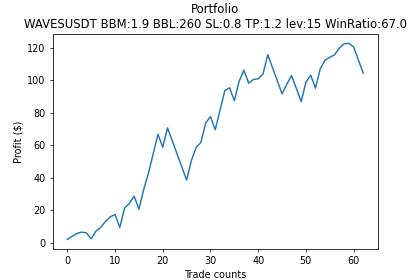 Portfolio
WAVESUSDT BBM:1.9 BBL:260 SL:0.8 TP:1.2 lev:15 WinRatio:67.0
120
100
80
60
40
20
0
Profit ($)
0 10 20 30 40 50 60
Trade counts